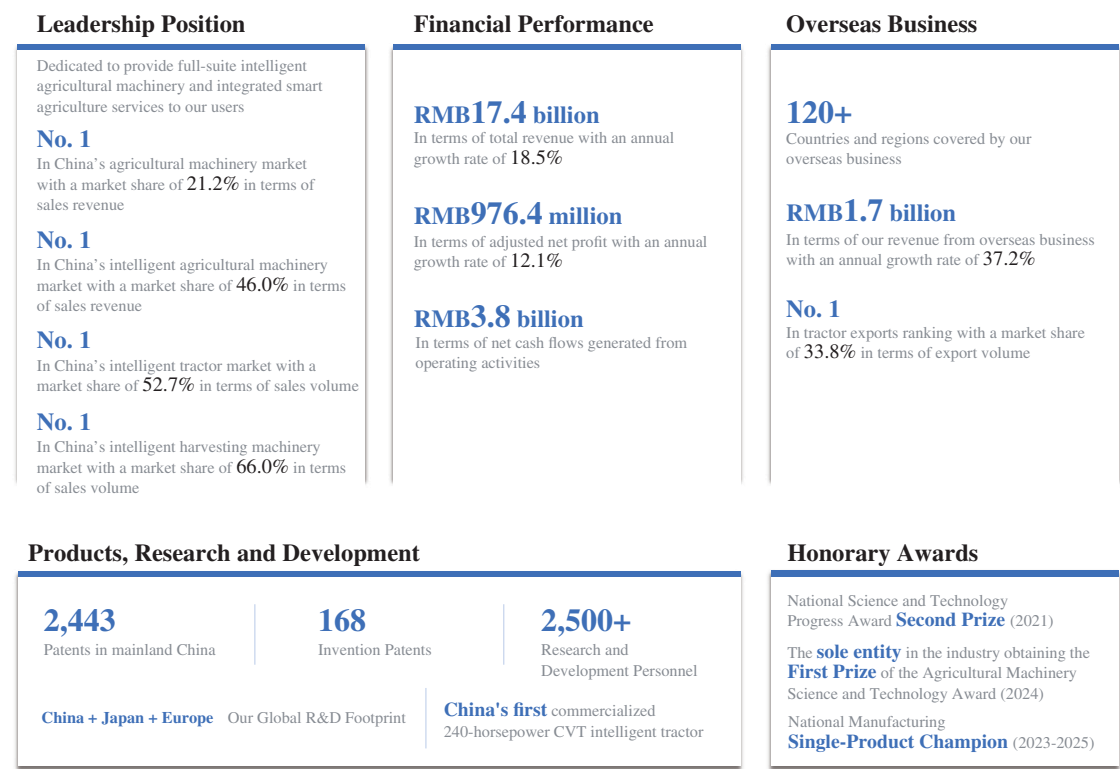 Leadership Position
Dedicated to provide full-suite intelligent
agricultural machinery and integrated smart
agriculture services to our users
No. 1
In China's agricultural machinery market
with a market share of 21.2% in terms of
sales revenue
No. 1
In China's intelligent agricultural machinery
market with a market share of 46.0% in terms
of sales revenue
No. 1
In China's intelligent tractor market with a
market share of 52.7% in terms of sales volume
No. 1
In China's intelligent harvesting machinery
market with a market share of 66.0% in terms
of sales volume
Financial Performance
RMB17.4 billion
In terms of total revenue with an annual
growth rate of 18.5%
RMB976.4 million
In terms of adjusted net profit with an annual
growth rate of 12.1%
RMB3.8 billion
In terms of net cash flows generated from
operating activities
Overseas Business
120+
Countries and regions covered by our
overseas business
RMB1.7 billion
In terms of our revenue from overseas business
with an annual growth rate of 37.2%
No. 1
In tractor exports ranking with a market share
of 33.8% in terms of export volume
Products, Research and Development
2,443
Patents in mainland China
168
Invention Patents
2,500+
Research and
Development Personnel
China + Japan + Europe Our Global R&D Footprint
China's first commercialized
240-horsepower CVT intelligent tractor
Honorary Awards
National Science and Technology
Progress Award Second Prize (2021)
The sole entity in the industry obtaining the
First Prize of the Agricultural Machinery
Science and Technology Award (2024)
National Manufacturing
Single-Product Champion (2023-2025)